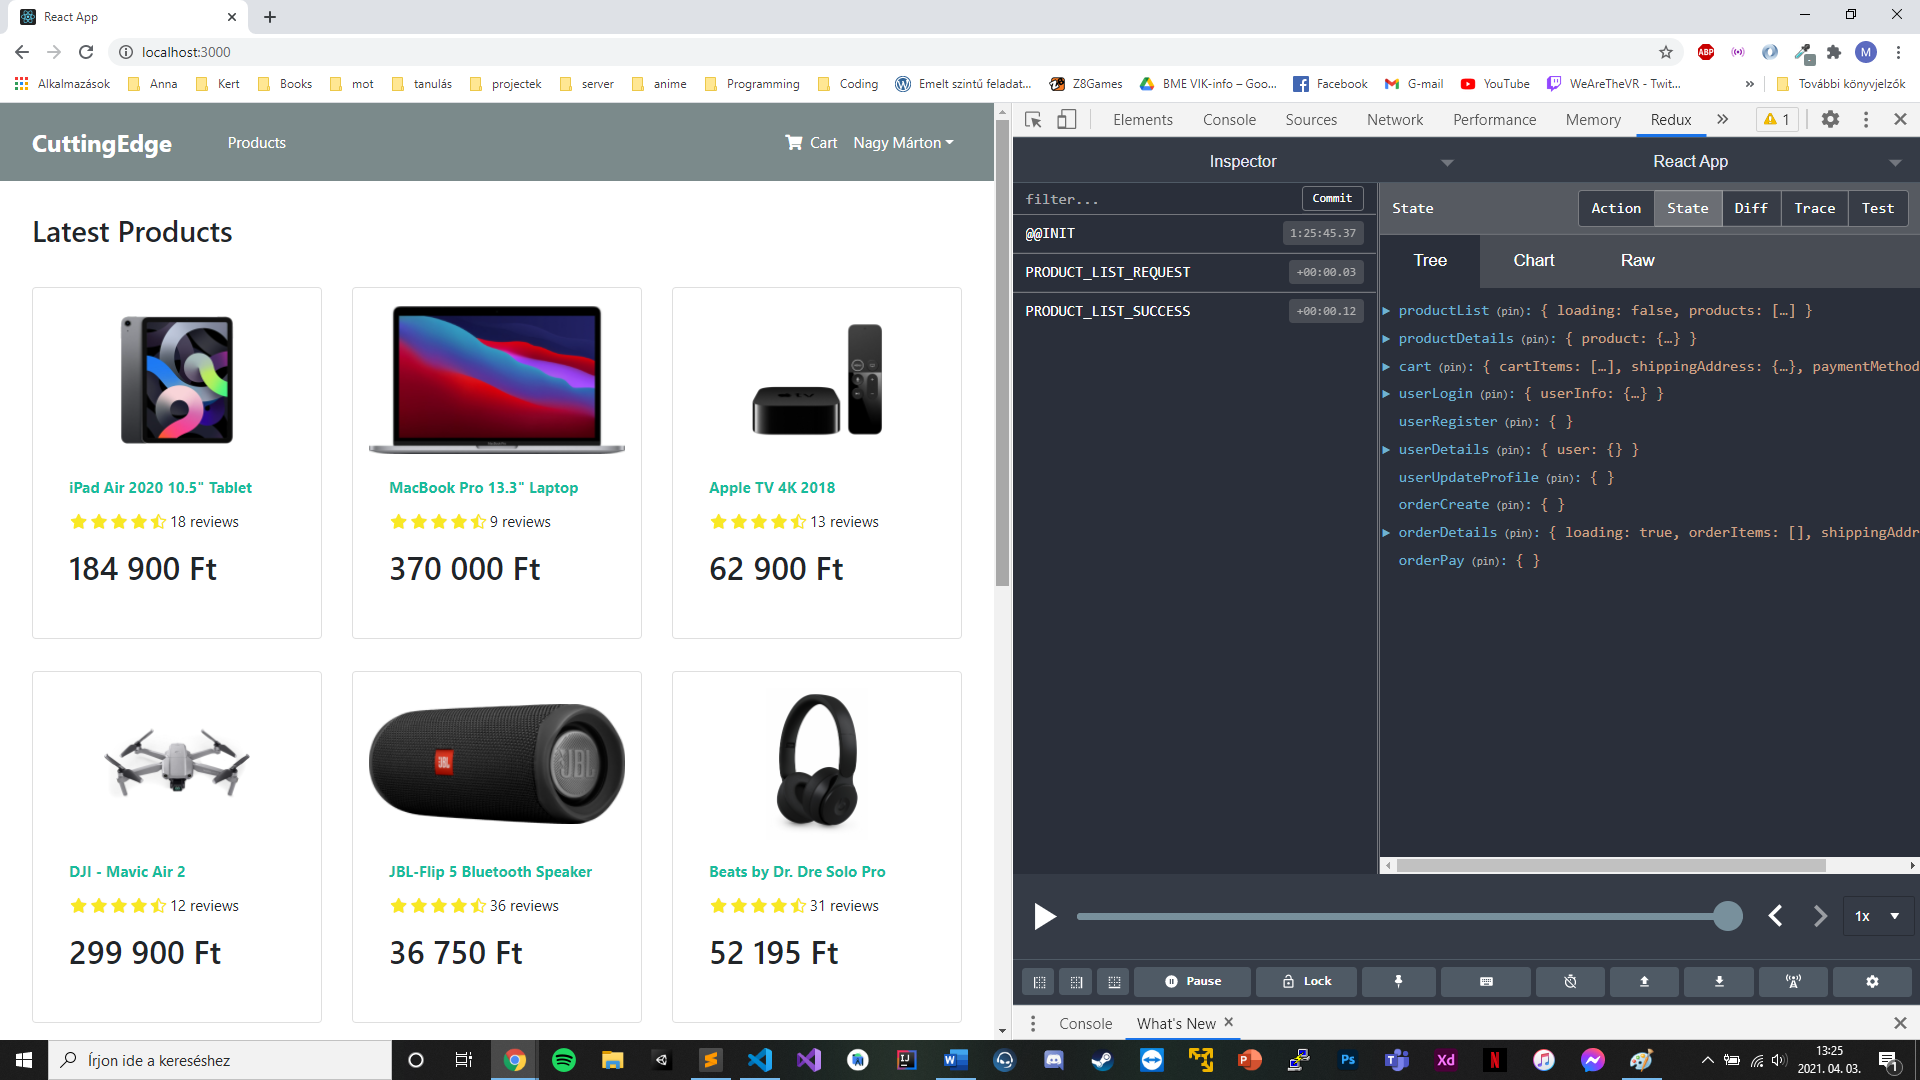 React App
localhost:3000
ABP
M
Alkalmazások Anna Kert Books mot tanulás projectek server anime Programming Coding Emelt szintű feladat... Z8Games BME VIK-info – Goo... Facebook G-mail YouTube WeAreTheVR - Twit... » További könyvjelzők
CuttingEdge Products Cart Nagy Márton
Latest Products
iPad Air 2020 10.5" Tablet
18 reviews
184 900 Ft
MacBook Pro 13.3" Laptop
9 reviews
370 000 Ft
tv
Apple TV 4K 2018
13 reviews
62 900 Ft
DJI - Mavic Air 2
12 reviews
299 900 Ft
JBL
JBL
JBL-Flip 5 Bluetooth Speaker
36 reviews
36 750 Ft
Beats by Dr. Dre Solo Pro
31 reviews
52 195 Ft
Elements Console Sources Network Performance Memory Redux » 1
Inspector React App
filter... Commit
@@INIT 1:25:45.37
PRODUCT_LIST_REQUEST +00:00.03
PRODUCT_LIST_SUCCESS +00:00.12
State Action State Diff Trace Test
Tree Chart Raw
productList (pin): { loading: false, products: […] }
productDetails (pin): { product: {…} }
cart (pin): { cartItems: […], shippingAddress: {…}, paymentMethod
userLogin (pin): { userInfo: {…} }
userRegister (pin): { }
userDetails (pin): { user: {} }
userUpdateProfile (pin): { }
orderCreate (pin): { }
orderDetails (pin): { loading: true, orderItems: [], shippingAddr
orderPay (pin): { }
1x
Pause Lock
Console What's New
Írjon ide a kereséshez
IJ
W
P
Ps
T
Xd
N
13:25
2021. 04. 03.
1